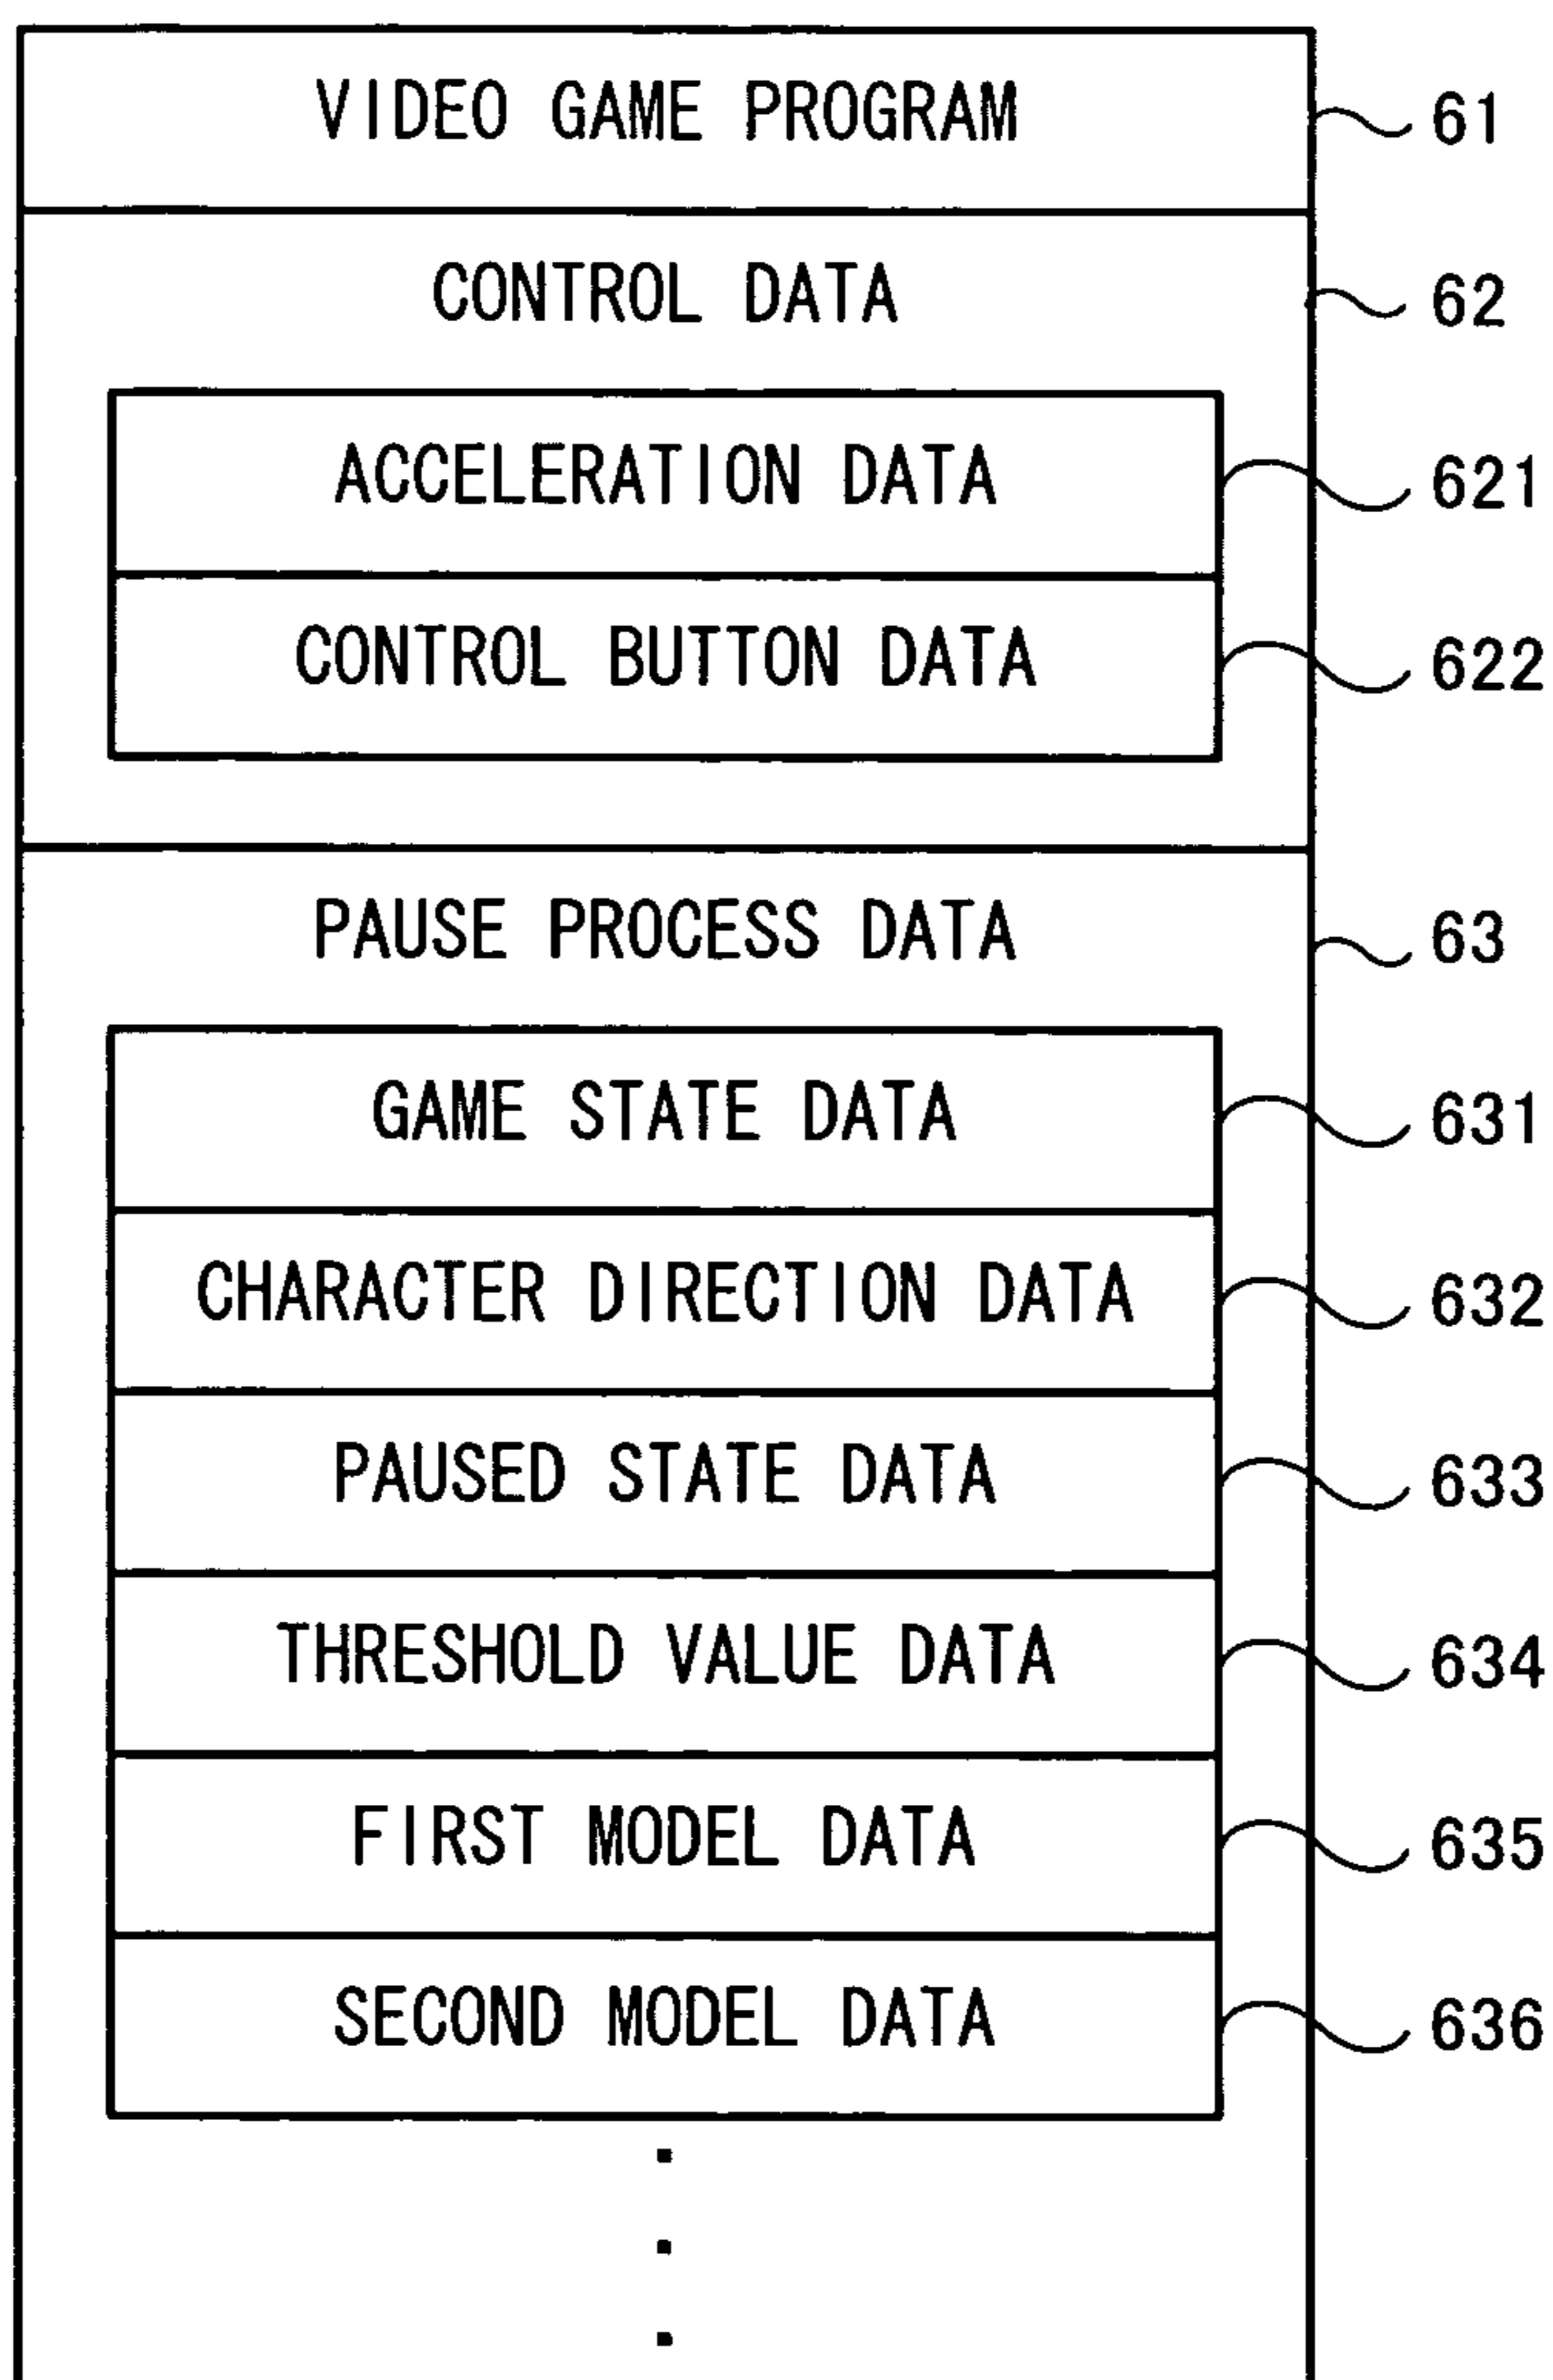 VIDEO GAME PROGRAM 61
CONTROL DATA 62
ACCELERATION DATA 621
CONTROL BUTTON DATA 622
PAUSE PROCESS DATA 63
GAME STATE DATA 631
CHARACTER DIRECTION DATA 632
PAUSED STATE DATA 633
THRESHOLD VALUE DATA 634
FIRST MODEL DATA 635
SECOND MODEL DATA 636